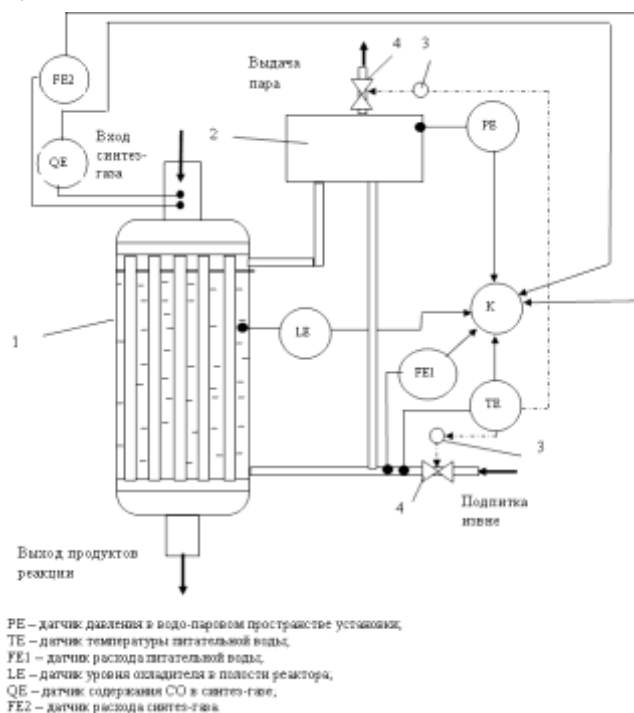 4
3
Выдача
пара
FE2
2
PE
Вход
синтез-
газа
QE
1
K
LE
FE1
TE
3
4
Подпитка
извне
Выход продуктов
реакции
PE – датчик давления в водо-паровом пространстве установки;
TE – датчик температуры питательной воды;
FE1 – датчик расхода питательной воды;
LE – датчик уровня охладителя в полости реактора;
QE – датчик содержания CO в синтез-газе;
FE2 – датчик расхода синтез-газа